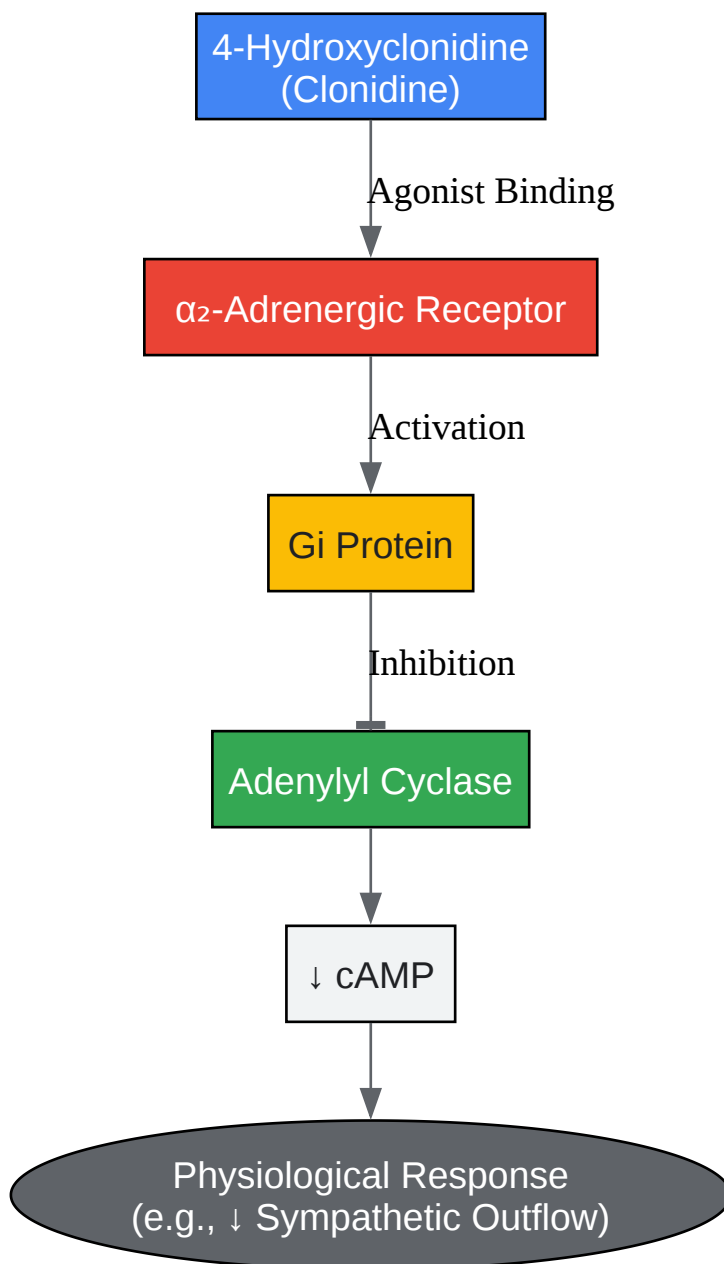 4-Hydroxyclonidine
(Clonidine)
Agonist Binding
α₂-Adrenergic Receptor
Activation
Gi Protein
Inhibition
Adenylyl Cyclase
↓ cAMP
Physiological Response
(e.g., ↓ Sympathetic Outflow)